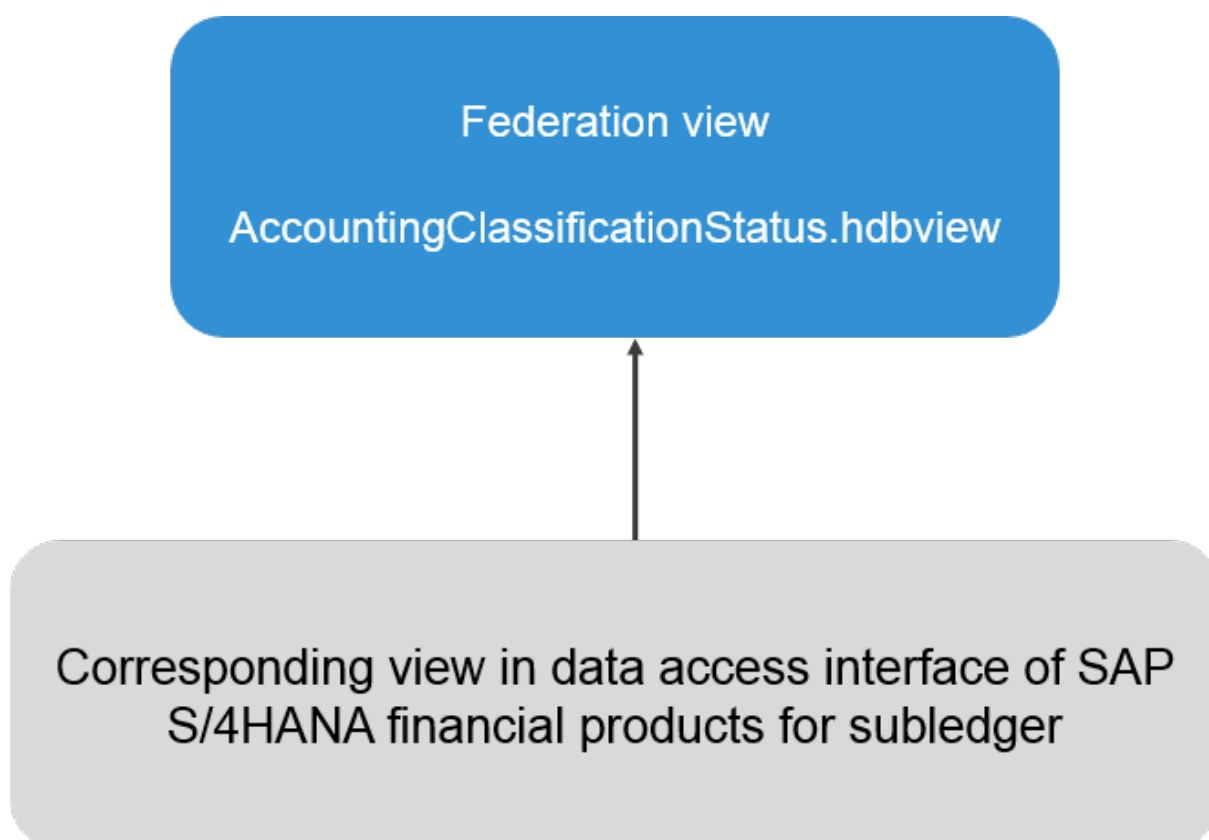 Federation view
AccountingClassificationStatus.hdbview
Corresponding view in data access interface of SAP
S/4HANA financial products for subledger